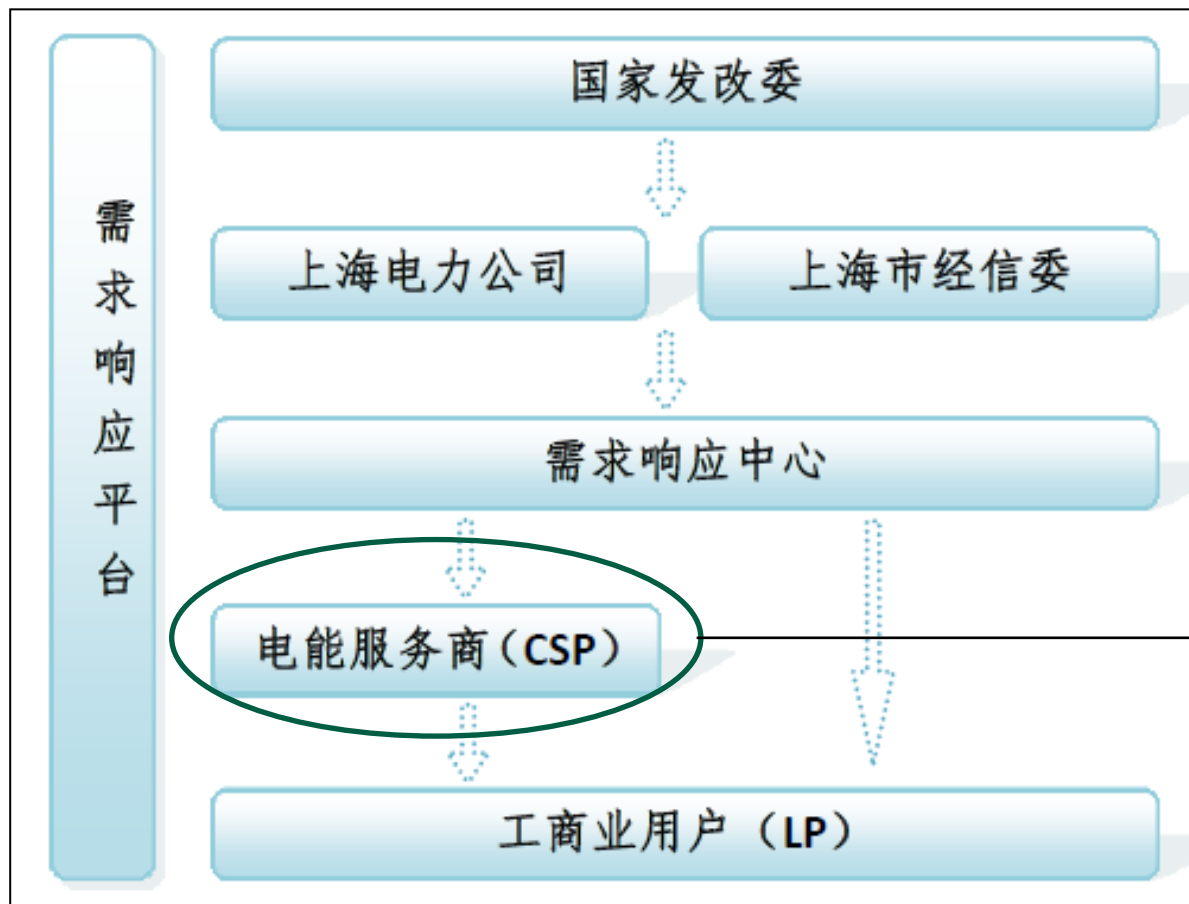 需求响应平台
国家发改委
上海电力公司
上海市经信委
需求响应中心
电能服务商（CSP）
工商业用户（LP）